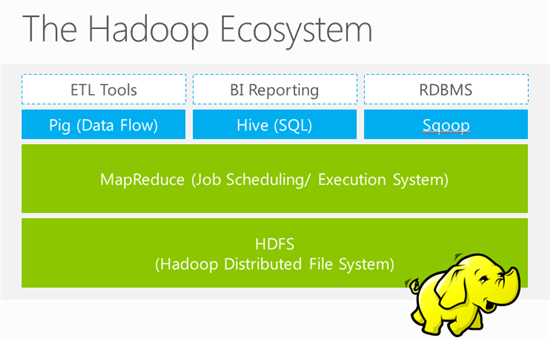 The Hadoop Ecosystem
ETL Tools
BI Reporting
RDBMS
Pig (Data Flow)
Hive (SQL)
Sqoop
MapReduce (Job Scheduling/ Execution System)
HDFS
(Hadoop Distributed File System)